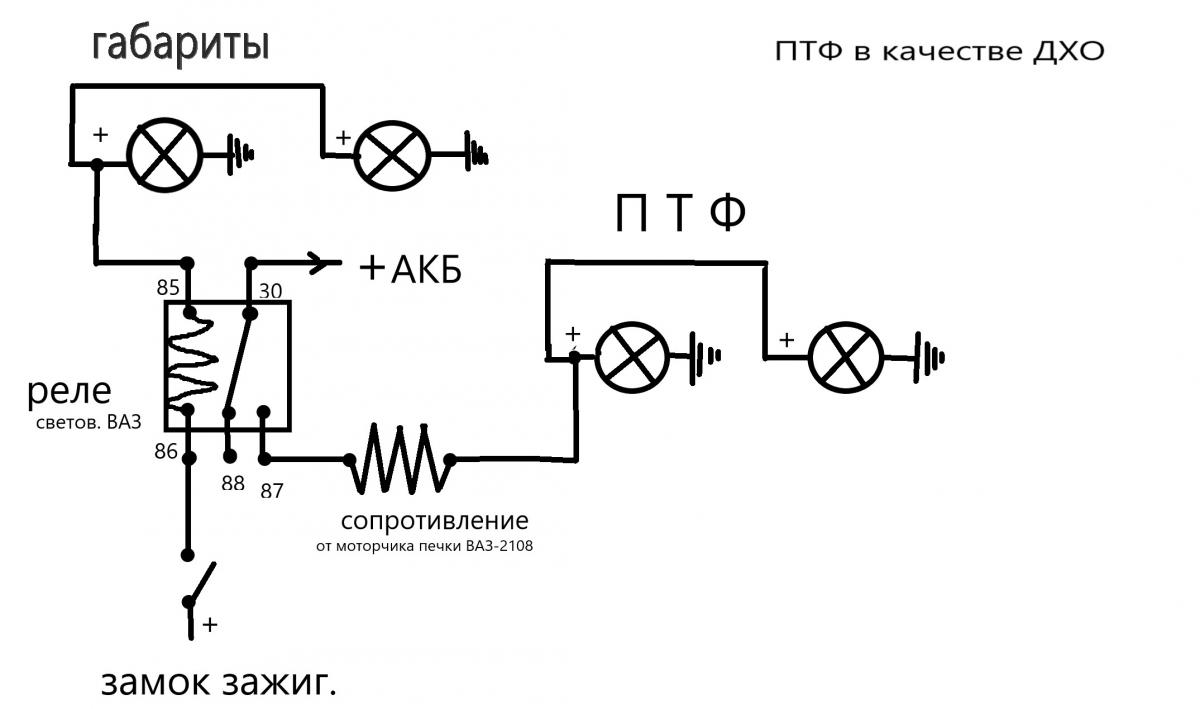 габариты
ПТФ в качестве ДХО
+
+
П Т Ф
+АКБ
85
30
+
+
реле
светов. ВАЗ
86
88
87
сопротивление
от моторчика печки ВАЗ-2108
+
замок зажиг.